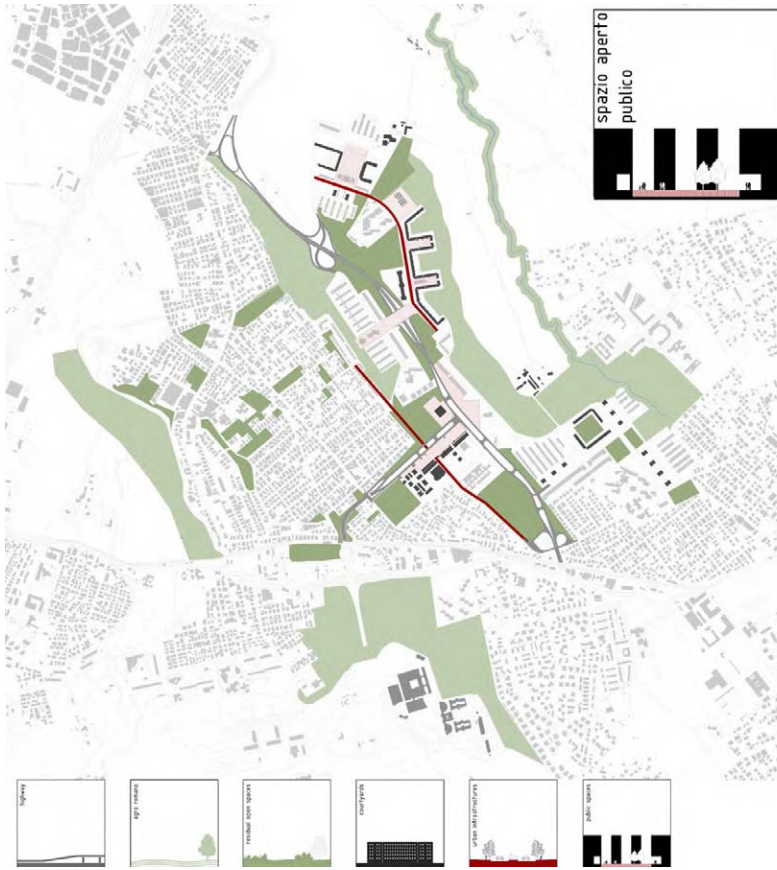 spazio aperto
publico
highway
agro romano
residual open spaces
courtyards
urban infrastructures
public spaces